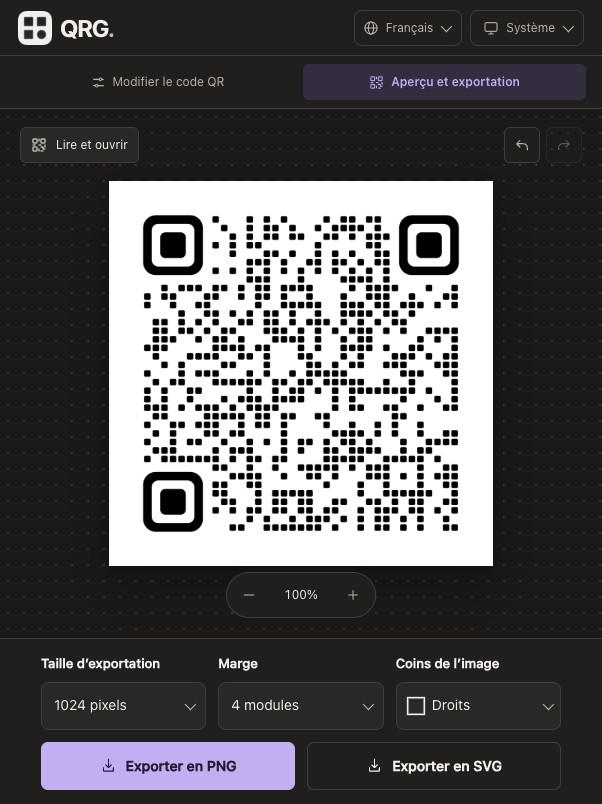 QRG.
Français
Système
Modifier le code QR
Aperçu et exportation
Lire et ouvrir
100%
Taille d’exportation
Marge
Coins de l’image
1024 pixels
4 modules
Droits
Exporter en PNG
Exporter en SVG